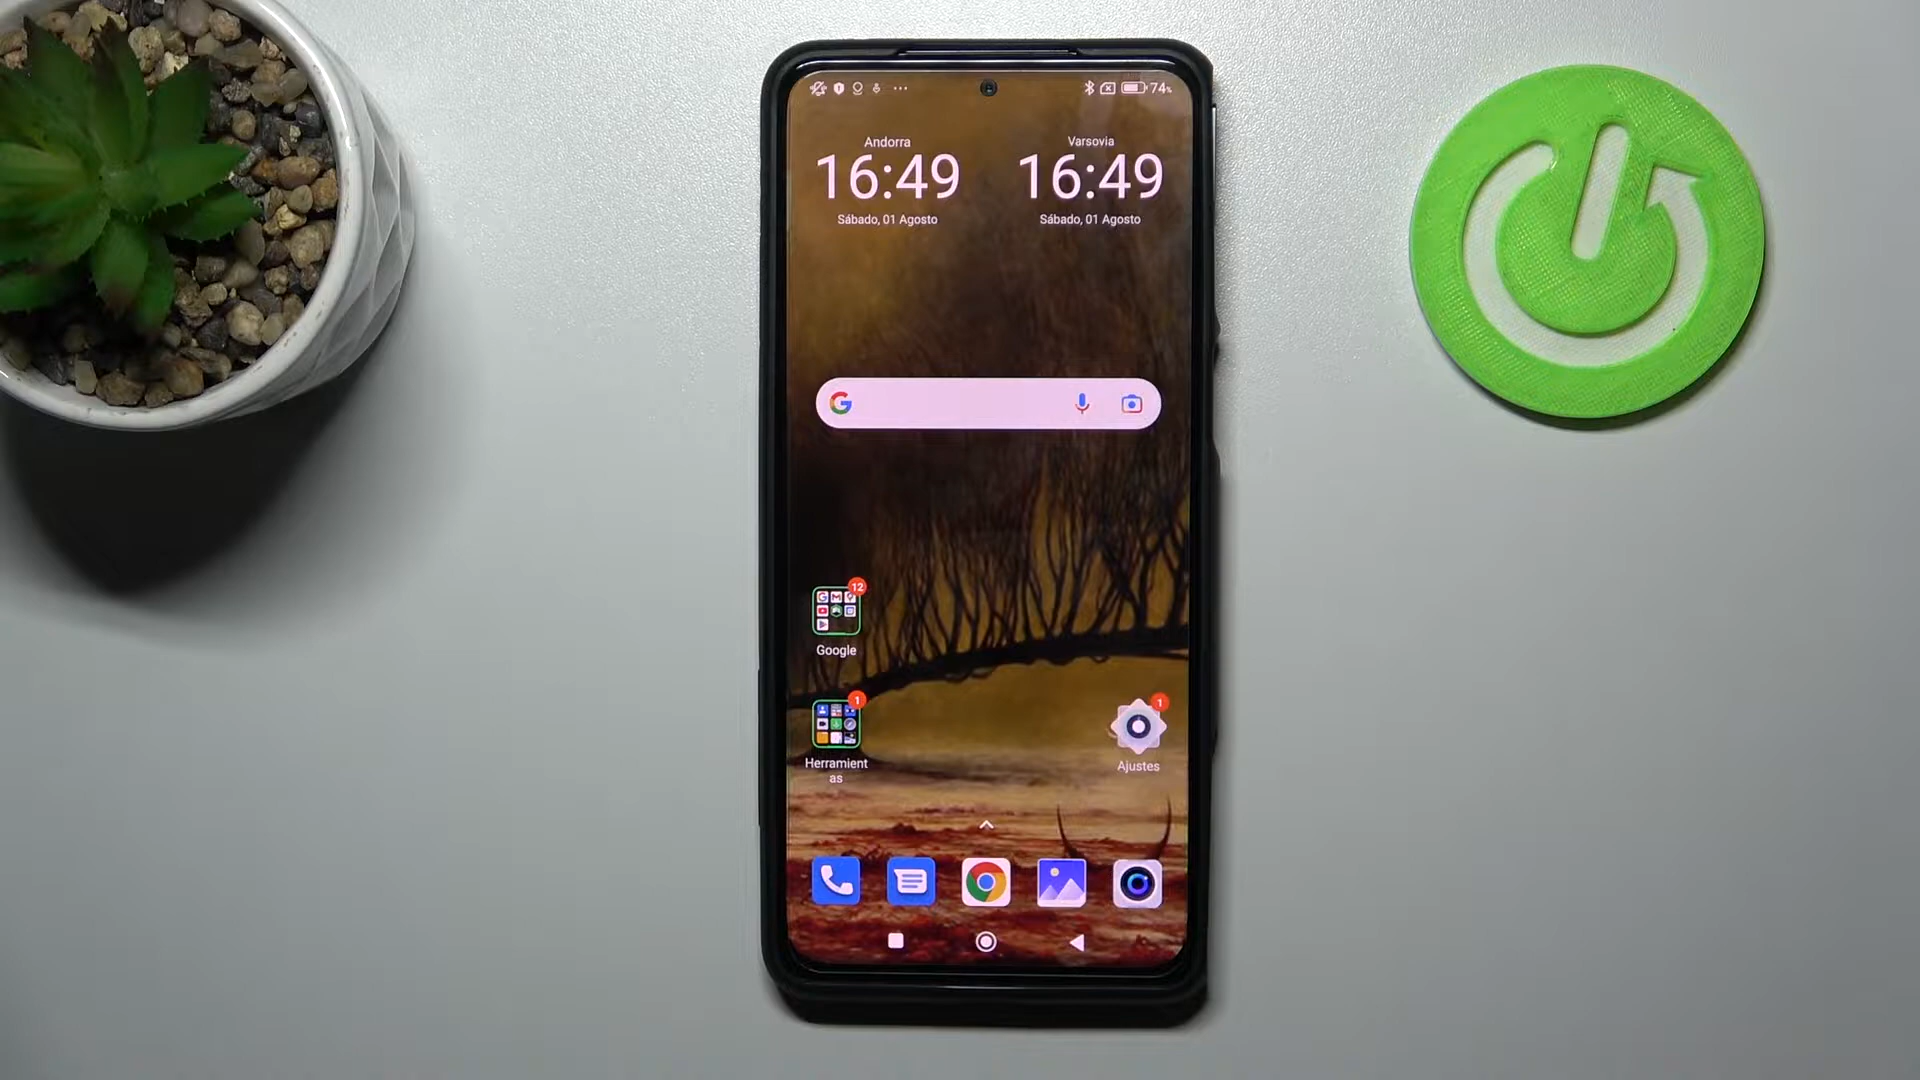 74%
Andorra
16:49
Sábado, 01 Agosto
Varsovia
16:49
Sábado, 01 Agosto
12
Google
1
Herramient
as
1
Ajustes